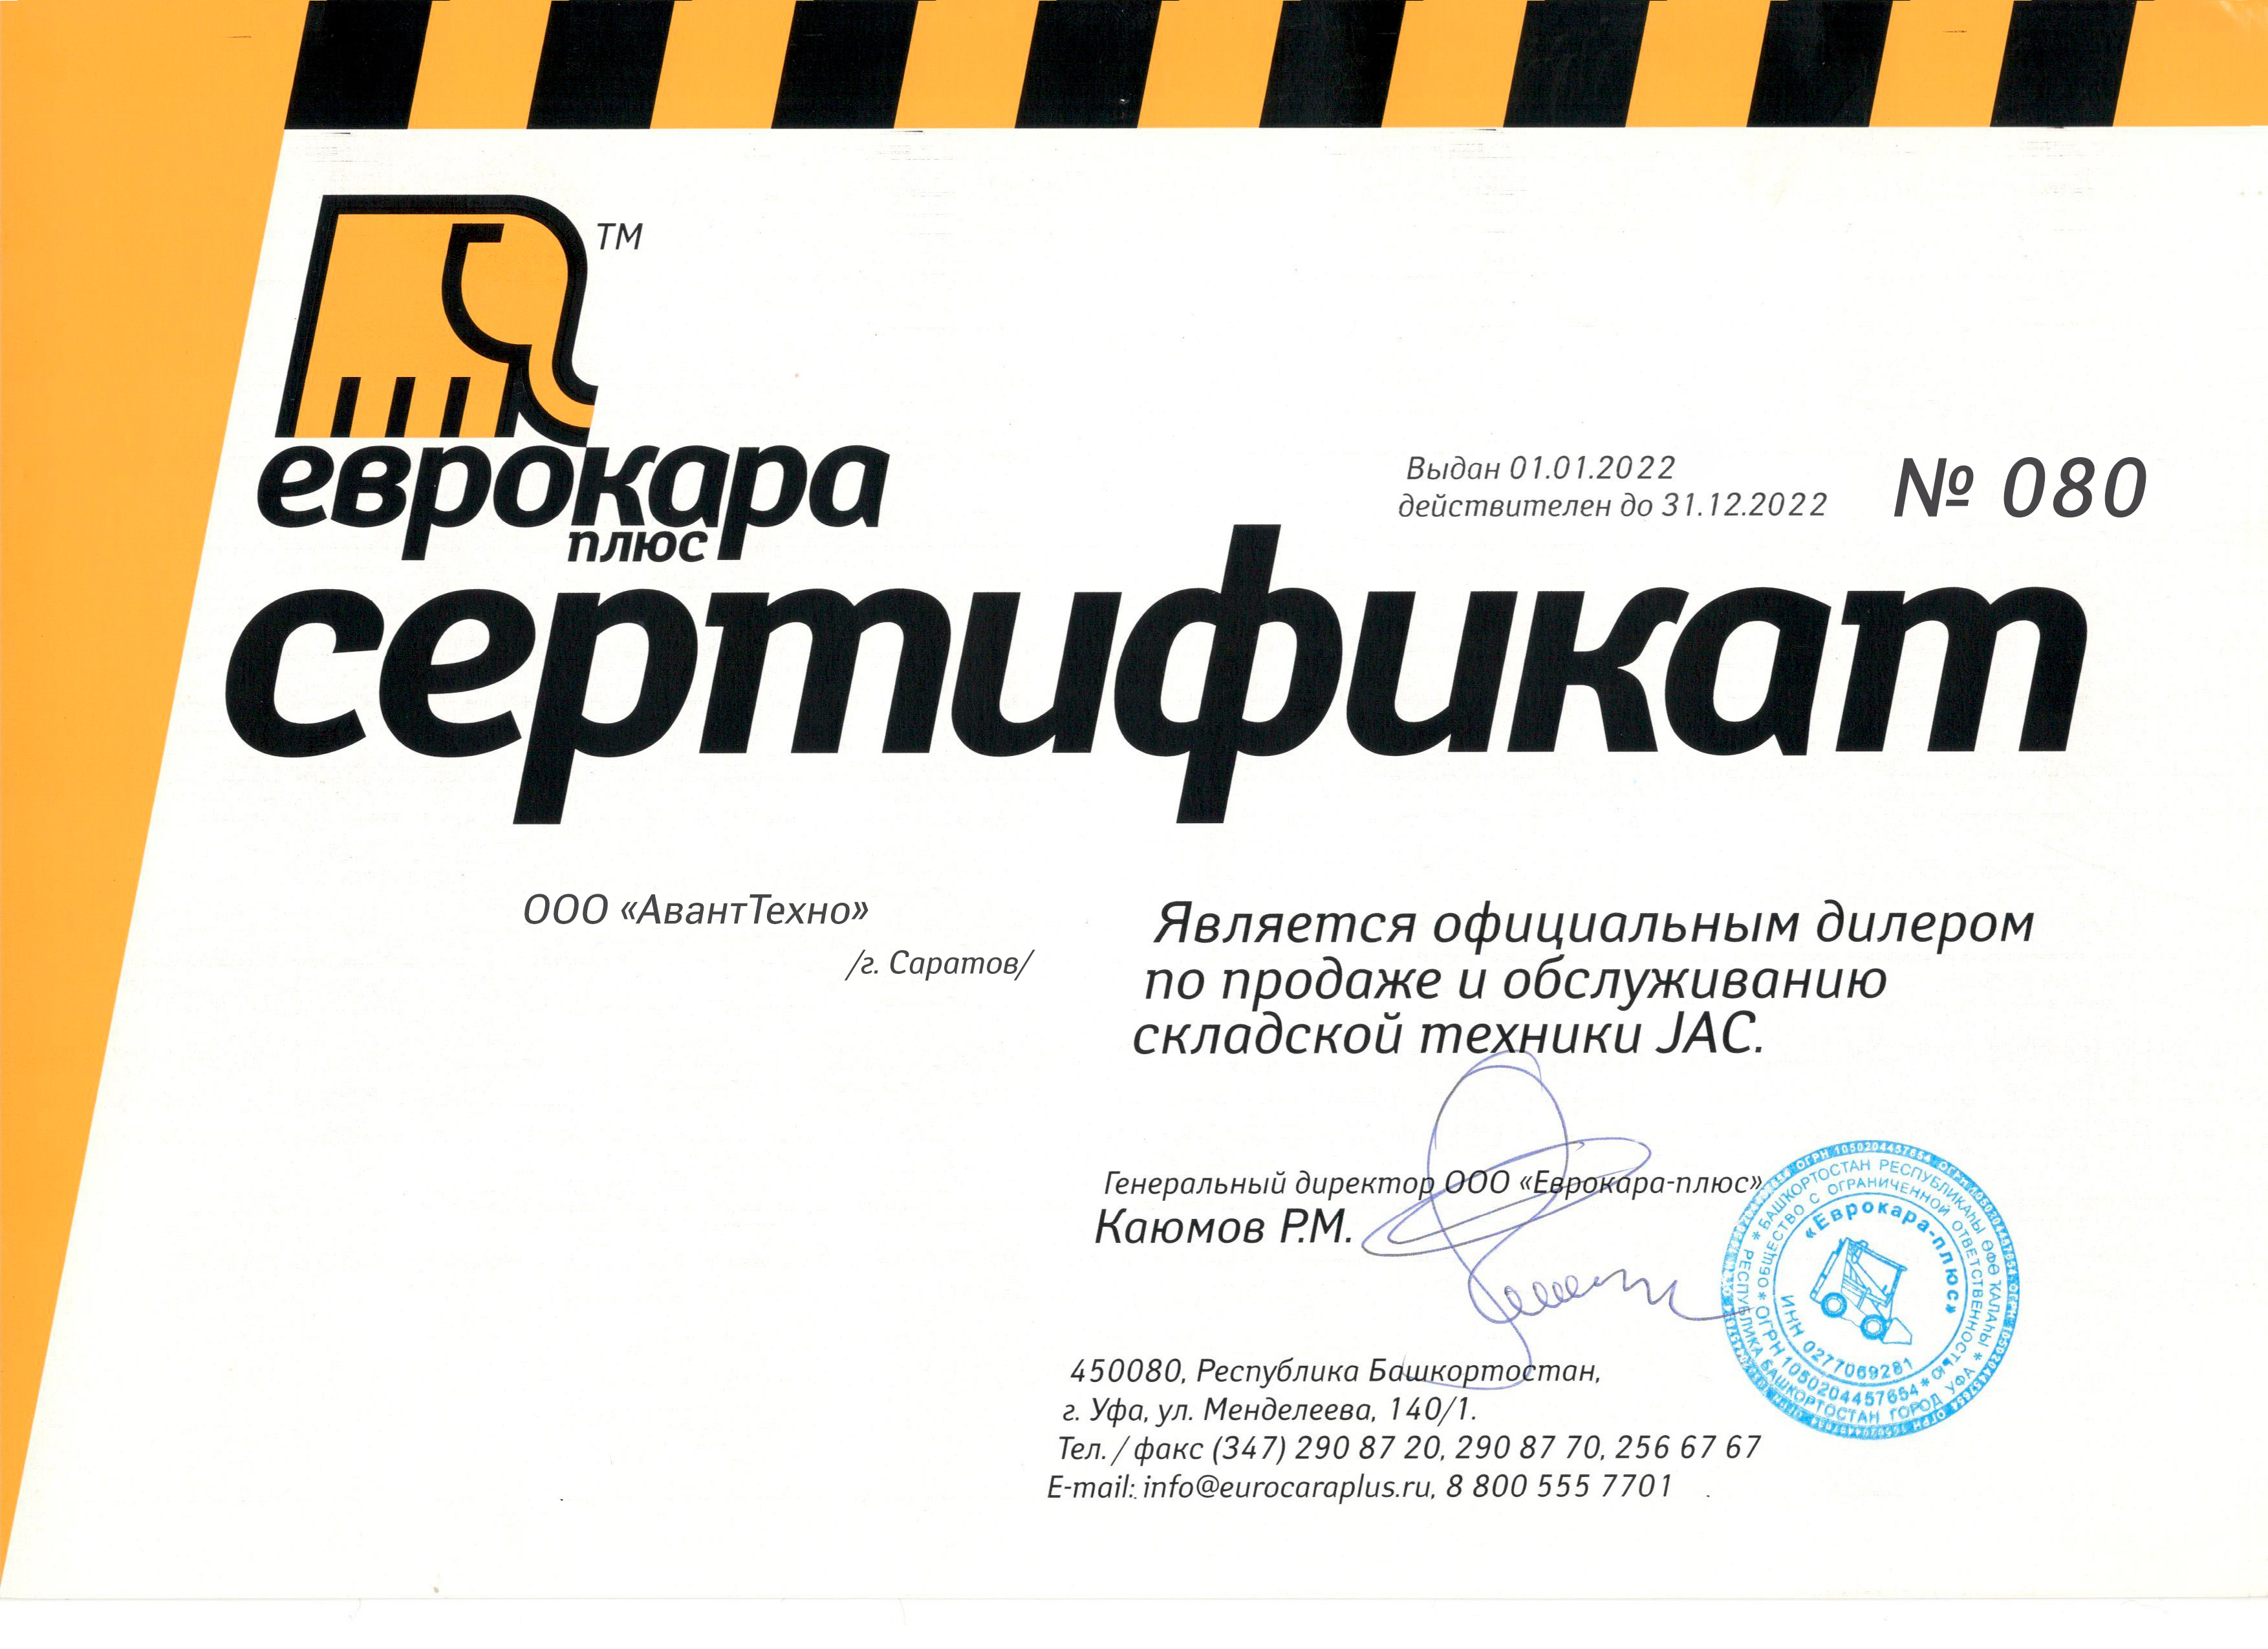 TM
еврокара
плюс
Выдан 01.01.2022
действителен до 31.12.2022
№ 080
сертификат
ООО «АвантТехно»
/г. Саратов/
Является официальным дилером
по продаже и обслуживанию
складской техники JAC.
Генеральный директор ООО «Еврокара-плюс»
Каюмов Р.М.
450080, Республика Башкортостан,
г. Уфа, ул. Менделеева, 140/1.
Тел. / факс (347) 290 87 20, 290 87 70, 256 67 67
E-mail: info@eurocaraplus.ru, 8 800 555 7701
ОГРН 1050204457654
* БАШКОРТОСТАН РЕСПУБЛИКАҺЫ ӨФӨ ҠАЛАҺЫ *
РЕСПУБЛИКА БАШКОРТОСТАН ГОРОД УФА
* ОБЩЕСТВО С ОГРАНИЧЕННОЙ ОТВЕТСТВЕННОСТЬЮ *
ОГРН 1050204457654
«Еврокара-плюс»
ИНН 0277069281